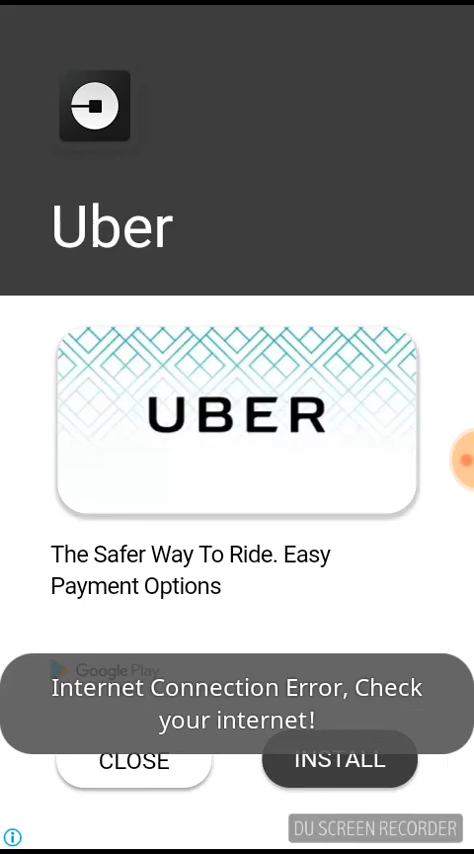 Uber
UBER
The Safer Way To Ride. Easy
Payment Options
Google Play
Internet Connection Error, Check
your internet!
CLOSE
INSTALL
DU SCREEN RECORDER